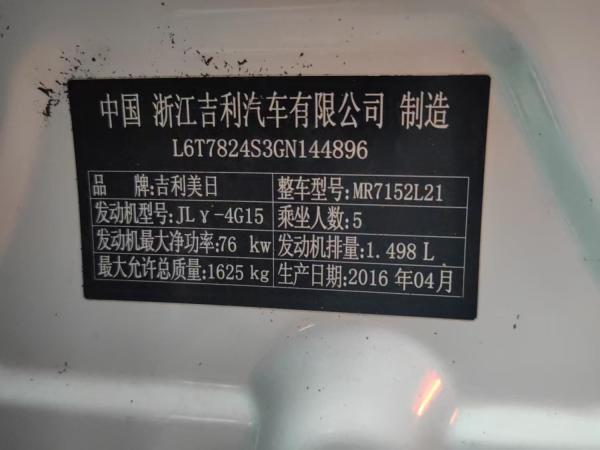 中国 浙江吉利汽车有限公司 制造
L6T7824S3GN144896
品 牌:吉利美日 整车型号:MR7152L21
发动机型号:JLγ-4G15 乘坐人数:5
发动机最大净功率:76 kw 发动机排量:1.498 L
最大允许总质量:1625 kg 生产日期:2016 年04月